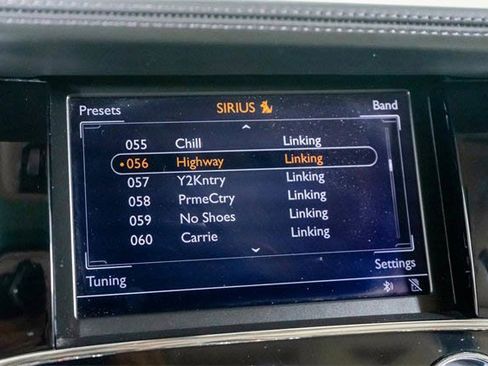 Presets SIRIUS Band
055 Chill Linking
056 Highway Linking
057 Y2Kntry Linking
058 PrmeCtry Linking
059 No Shoes Linking
060 Carrie Linking
Tuning Settings